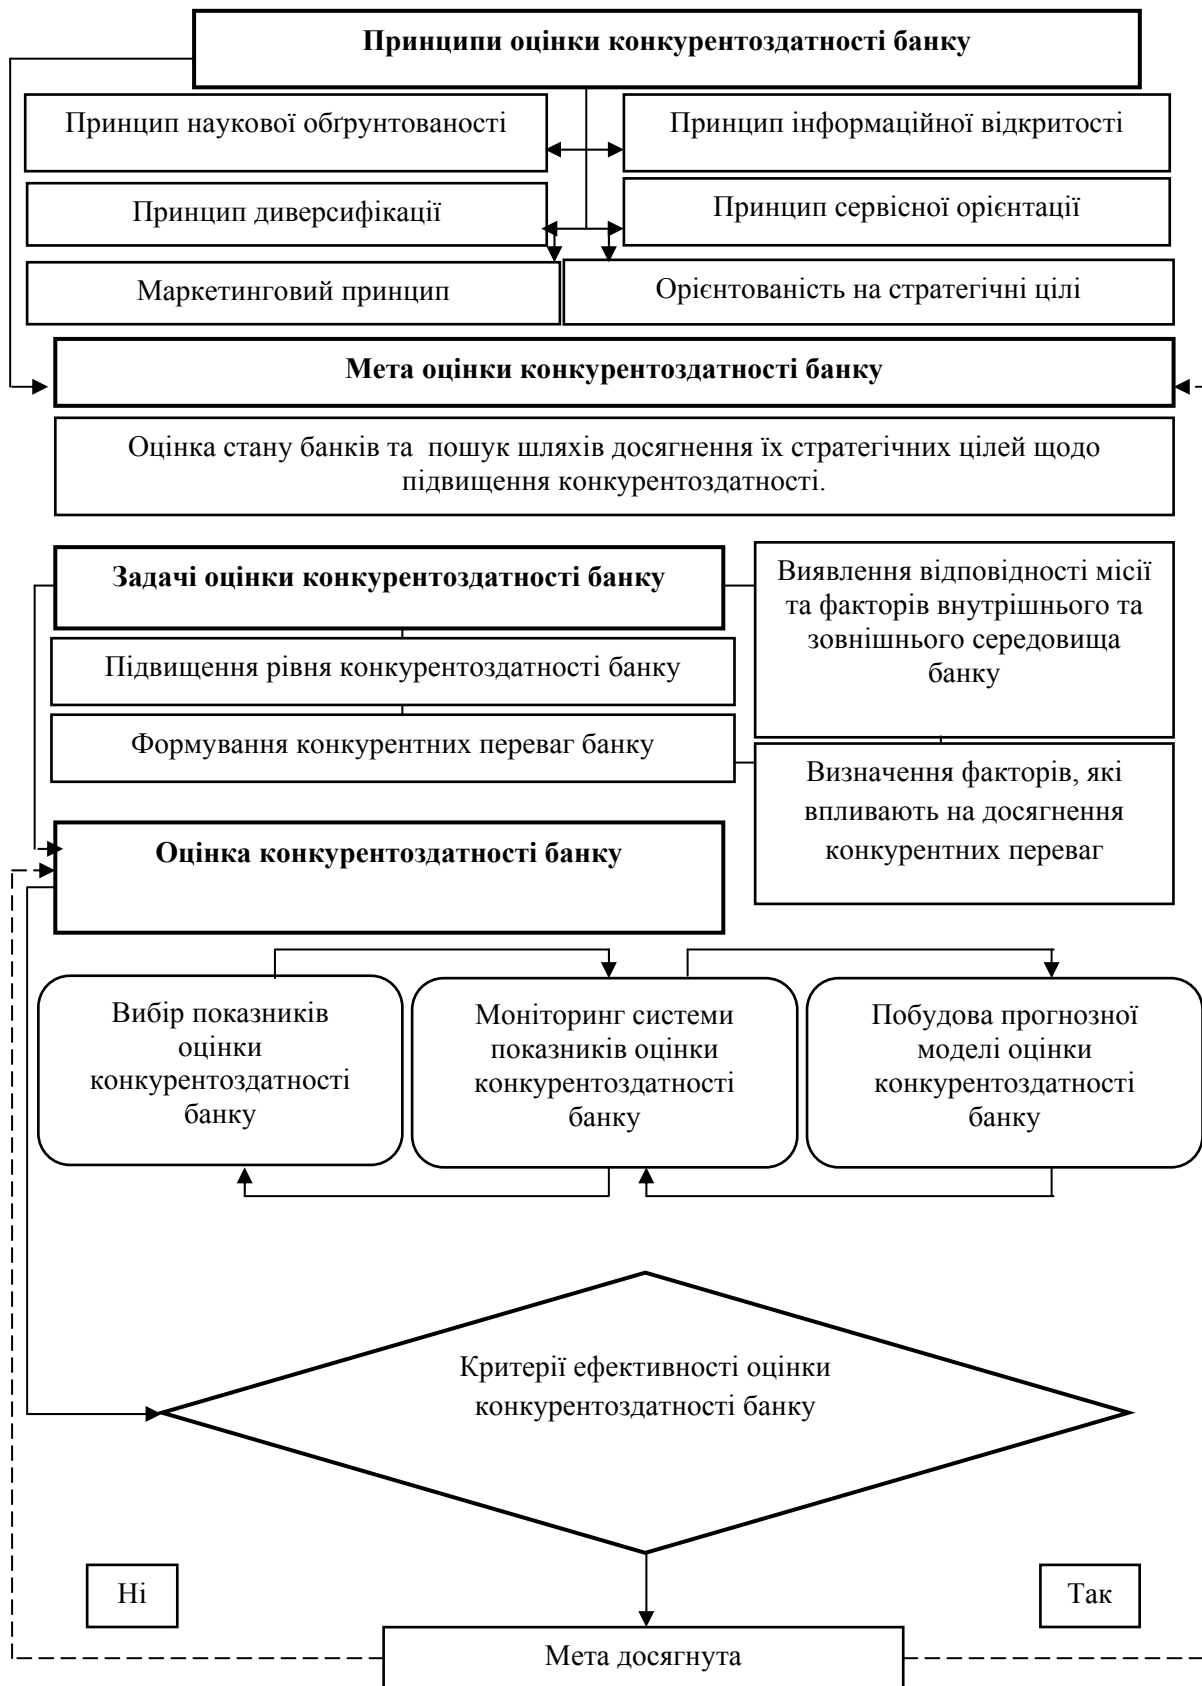 Принципи оцінки конкурентоздатності банку
Принцип наукової обґрунтованості
Принцип інформаційної відкритості
Принцип диверсифікації
Принцип сервісної орієнтації
Маркетинговий принцип
Орієнтованість на стратегічні цілі
Мета оцінки конкурентоздатності банку
Оцінка стану банків та пошук шляхів досягнення їх стратегічних цілей щодо
підвищення конкурентоздатності.
Задачі оцінки конкурентоздатності банку
Виявлення відповідності місії
та факторів внутрішнього та
зовнішнього середовища
банку
Підвищення рівня конкурентоздатності банку
Формування конкурентних переваг банку
Визначення факторів, які
впливають на досягнення
конкурентних переваг
Оцінка конкурентоздатності банку
Вибір показників
оцінки
конкурентоздатності
банку
Моніторинг системи
показників оцінки
конкурентоздатності
банку
Побудова прогнозної
моделі оцінки
конкурентоздатності
банку
Критерії ефективності оцінки
конкурентоздатності банку
Ні
Так
Мета досягнута